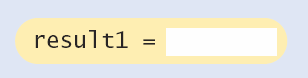 result1 =